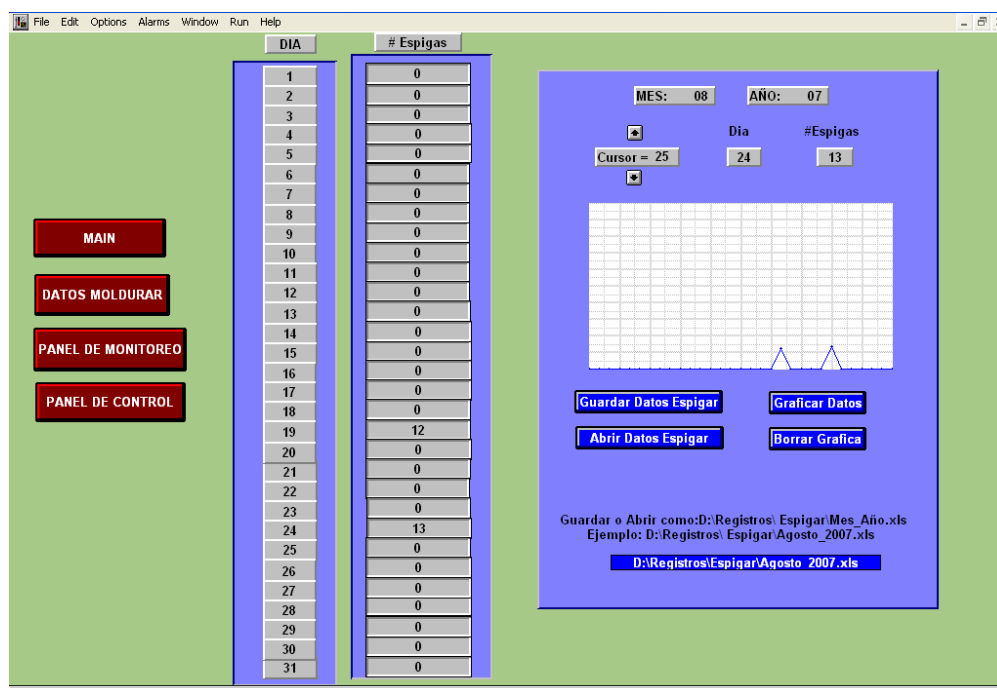 File Edit Options Alarms Window Run Help
DIA # Espigas
1 0
2 0
3 0
4 0
5 0
6 0
7 0
8 0
9 0
10 0
11 0
12 0
13 0
14 0
15 0
16 0
17 0
18 0
19 12
20 0
21 0
22 0
23 0
24 13
25 0
26 0
27 0
28 0
29 0
30 0
31 0
MAIN
DATOS MOLDURAR
PANEL DE MONITOREO
PANEL DE CONTROL
MES: 08 AÑO: 07
Dia #Espigas
Cursor = 25 24 13
Guardar Datos Espigar Graficar Datos
Abrir Datos Espigar Borrar Grafica
Guardar o Abrir como:D:\Registros\ Espigar\Mes_Año.xls
Ejemplo: D:\Registros\ Espigar\Agosto_2007.xls
D:\Registros\Espigar\Agosto_2007.xls